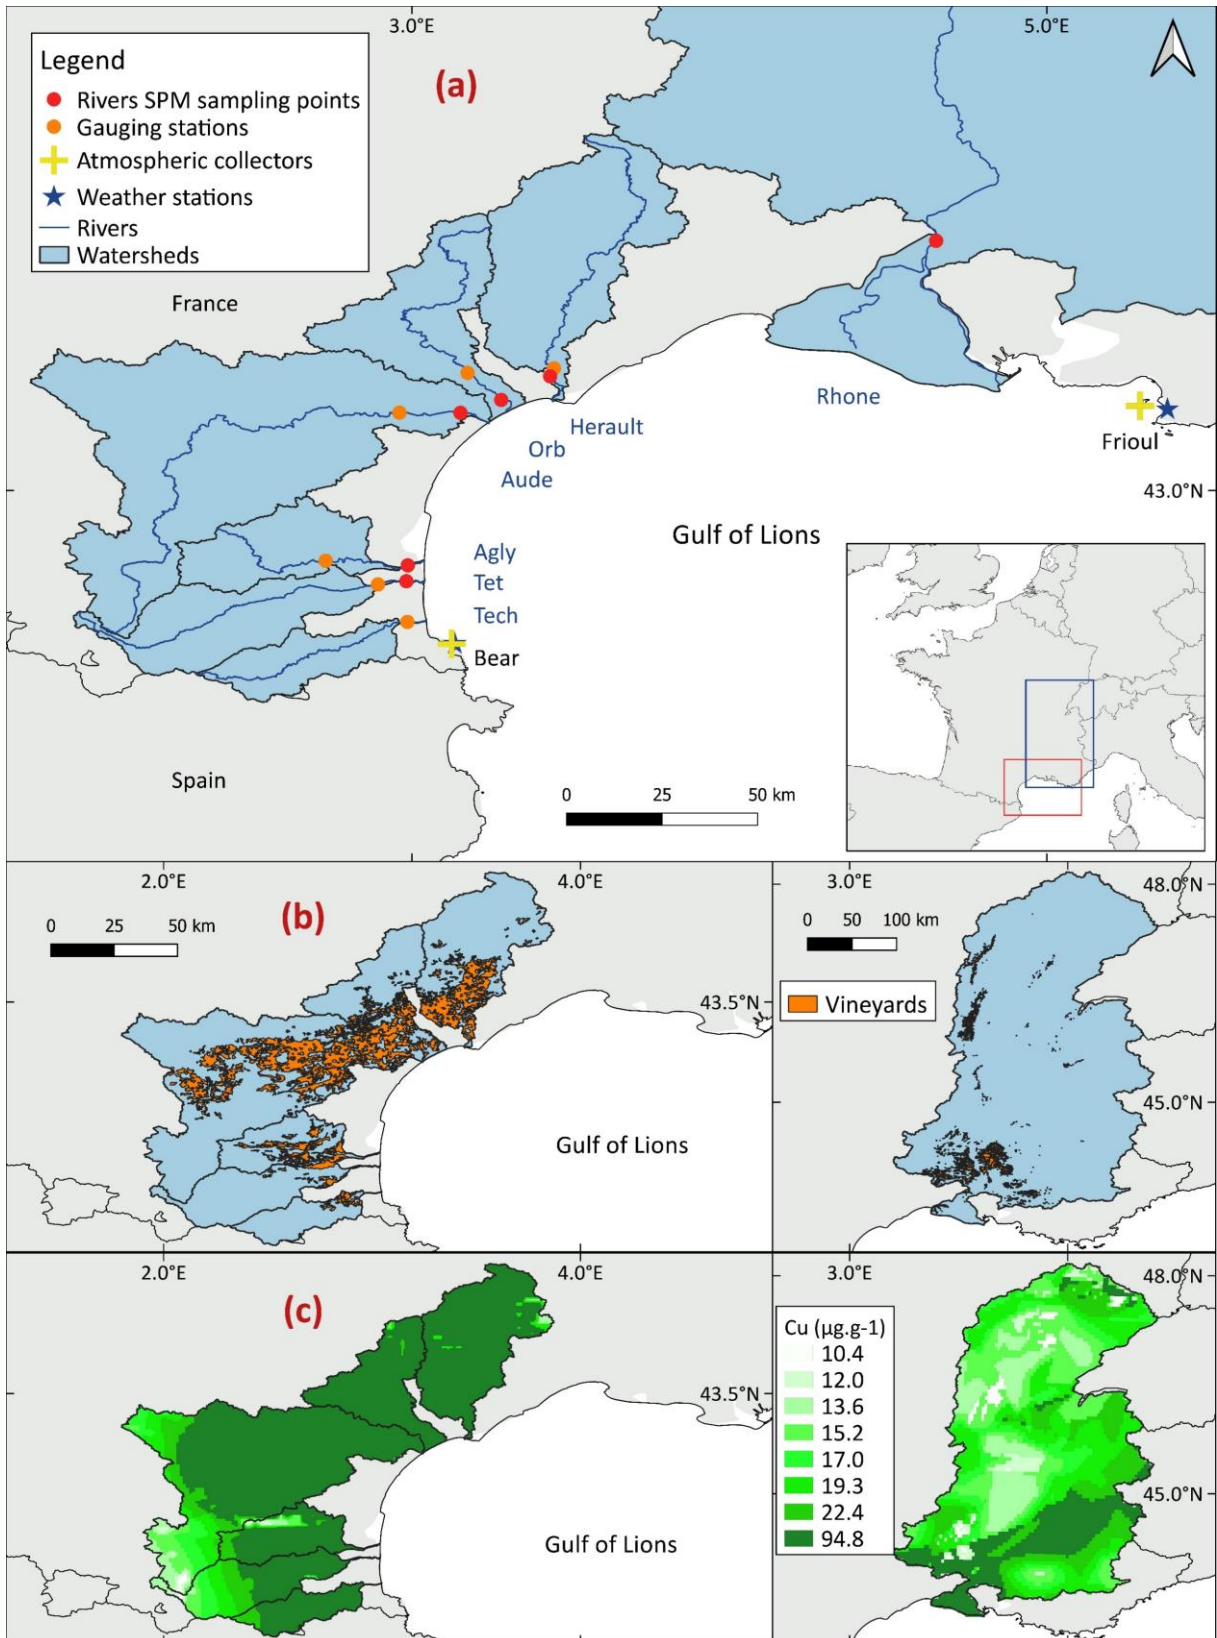 3.0°E
5.0°E
(a)
Legend
Rivers SPM sampling points
Gauging stations
Atmospheric collectors
Weather stations
Rivers
Watersheds
France
Rhone
Herault
Orb
Aude
Frioul
43.0°N
Gulf of Lions
Agly
Tet
Tech
Bear
Spain
0 25 50 km
2.0°E
4.0°E
3.0°E
48.0°N
(b)
0 25 50 km
0 50 100 km
43.5°N
Vineyards
45.0°N
Gulf of Lions
2.0°E
4.0°E
3.0°E
48.0°N
(c)
Cu (µg.g-1)
10.4
12.0
13.6
15.2
17.0
19.3
22.4
94.8
43.5°N
45.0°N
Gulf of Lions